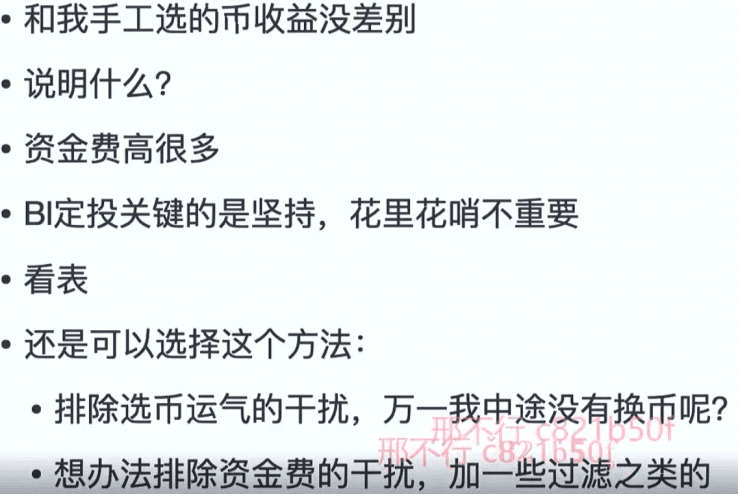 • 和我手工选的币收益没差别
• 说明什么?
• 资金费高很多
• BI定投关键的是坚持，花里花哨不重要
• 看表
• 还是可以选择这个方法：
• 排除选币运气的干扰，万一我中途没有换币呢?
邢不行 c821b50f
邢不行 c821b50f
• 想办法排除资金费的干扰，加一些过滤之类的